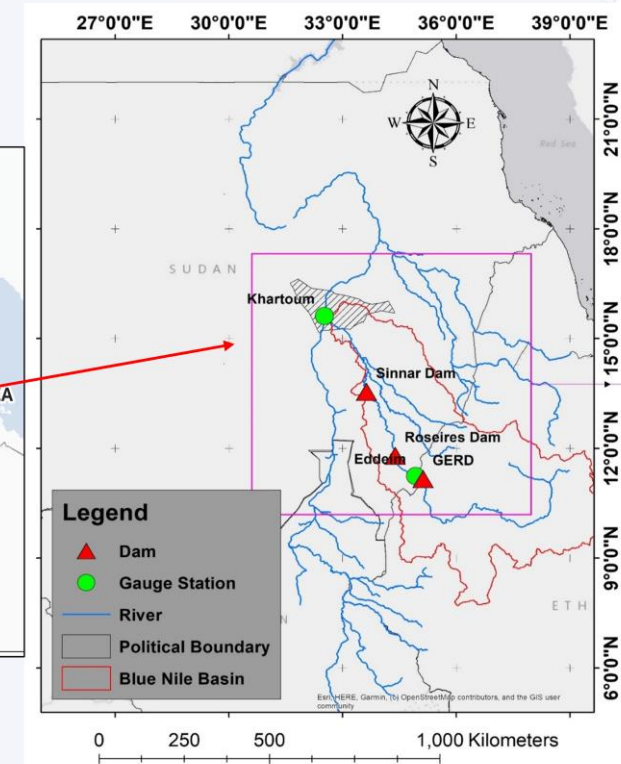 27°0'0"E 30°0'0"E 33°0'0"E 36°0'0"E 39°0'0"E
N
W E
S
21°0'0"N
Red Sea
18°0'0"N
SUDAN
Khartoum
15°0'0"N
A
Sinnar Dam
Roseires Dam
12°0'0"N
Eddeim GERD
Legend
Dam
Gauge Station
River
Political Boundary
Blue Nile Basin
9°0'0"N
N
ETH
6°0'0"N
Esri, HERE, Garmin, (c) OpenStreetMap contributors, and the GIS user
community
0 250 500 1,000 Kilometers